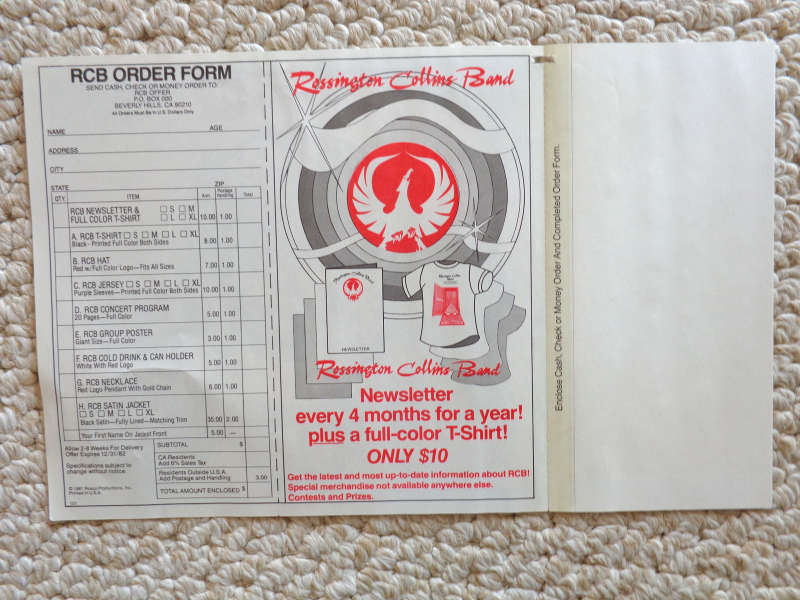 RCB ORDER FORM
SEND CASH, CHECK OR MONEY ORDER TO:
RCB OFFER
P.O. BOX 000
BEVERLY HILLS, CA 90210
All Orders Must Be In U.S. Dollars Only
NAME AGE
ADDRESS
CITY
STATE ZIP
QTY. ITEM Amt. Postage Handling Total
RCB NEWSLETTER & □ S □ M
FULL COLOR T-SHIRT □ L □ XL 10.00 1.00
A. RCB T-SHIRT □ S □ M □ L □ XL
Black - Printed Full Color Both Sides 8.00 1.00
B. RCB HAT
Red w/Full Color Logo—Fits All Sizes 7.00 1.00
C. RCB JERSEY □ S □ M □ L □ XL
Purple Sleeves—Printed Full Color Both Sides 10.00 1.00
D. RCB CONCERT PROGRAM
20 Pages—Full Color 5.00 1.00
E. RCB GROUP POSTER
Giant Size—Full Color 3.00 1.00
F. RCB COLD DRINK & CAN HOLDER
White With Red Logo 5.00 1.00
G. RCB NECKLACE
Red Logo Pendant With Gold Chain 6.00 1.00
H. RCB SATIN JACKET
□ S □ M □ L □ XL
Black Satin—Fully Lined—Matching Trim 35.00 2.00
Your First Name On Jacket Front 5.00 —
Allow 2-8 Weeks For Delivery
Offer Expires 12/31/82
Specifications subject to
change without notice.
© 1981 Rosco Productions, Inc.
Printed in U.S.A.
101
SUBTOTAL $
CA Residents
Add 6% Sales Tax
Residents Outside U.S.A.
Add Postage and Handling 3.00
TOTAL AMOUNT ENCLOSED $
Rossington Collins Band
Rossington Collins Band
NEWSLETTER
Rossington Collins Band
Rossington Collins Band
Newsletter
every 4 months for a year!
plus a full-color T-Shirt!
ONLY $10
Get the latest and most up-to-date information about RCB!
Special merchandise not available anywhere else.
Contests and Prizes.
Enclose Cash, Check or Money Order And Completed Order Form.